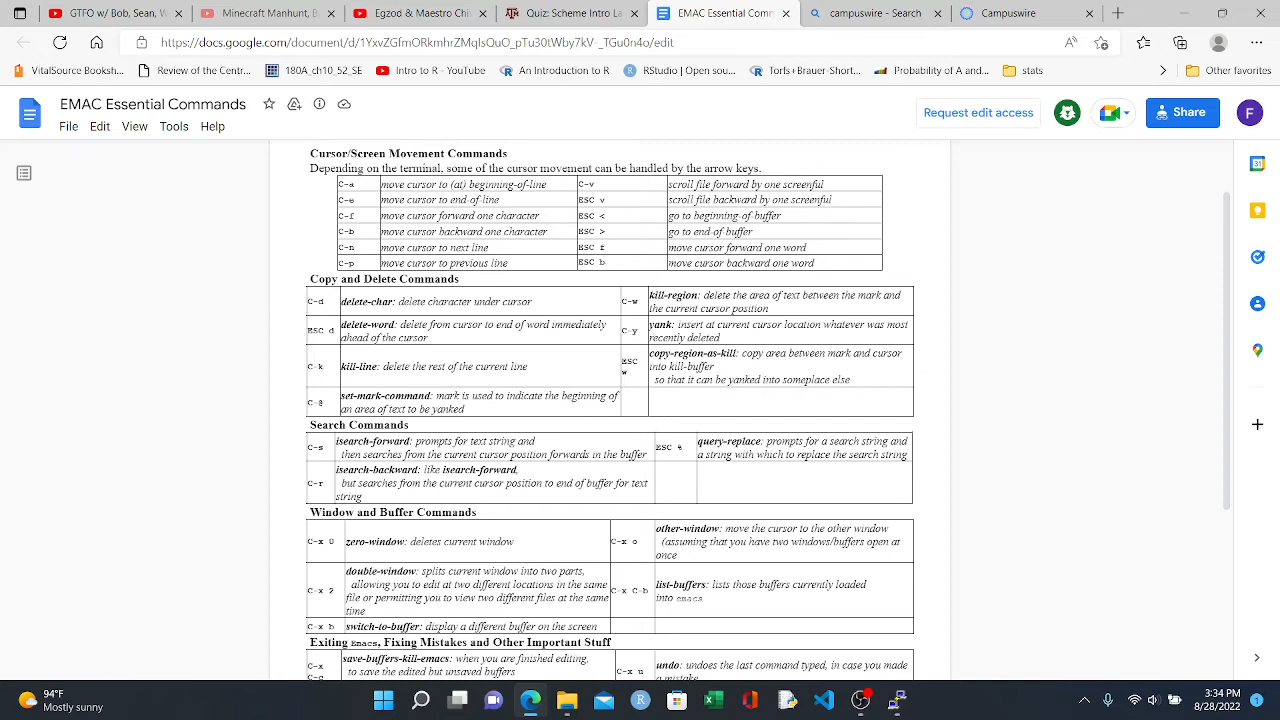 GTO w/ Bob, Sean, W
Minecraft Manhunt, B
Egzeo & Maestro Chiv
Quiz: Scheme Intro La
EMAC Essential Comm
campuswire - Search
Campuswire
https://docs.google.com/document/d/1YxvZGfmORkmhrZMqIsQuO_pTu30tWby7kV-_TGu0n4o/edit
VitalSource Booksh...
Review of the Centr...
180A_ch10_52_SE
Intro to R - YouTube
An Introduction to R
RStudio | Open sou...
Torfs+Brauer-Short...
Probability of A and...
stats
Other favorites
EMAC Essential Commands
File Edit View Tools Help
Request edit access
Share
F
31
Cursor/Screen Movement Commands
Depending on the terminal, some of the cursor movement can be handled by the arrow keys.
C-a move cursor to (at) beginning-of-line C-v scroll file forward by one screenful
C-e move cursor to end-of-line ESC v scroll file backward by one screenful
C-f move cursor forward one character ESC < go to beginning-of-buffer
C-b move cursor backward one character ESC > go to end-of-buffer
C-n move cursor to next line ESC f move cursor forward one word
C-p move cursor to previous line ESC b move cursor backward one word
Copy and Delete Commands
C-d delete-char: delete character under cursor
C-w kill-region: delete the area of text between the mark and
the current cursor position
ESC d delete-word: delete from cursor to end of word immediately
ahead of the cursor
C-y yank: insert at current cursor location whatever was most
recently deleted
C-k kill-line: delete the rest of the current line
ESC
w
copy-region-as-kill: copy area between mark and cursor
into kill-buffer
so that it can be yanked into someplace else
C-@ set-mark-command: mark is used to indicate the beginning of
an area of text to be yanked
Search Commands
C-s isearch-forward: prompts for text string and
then searches from the current cursor position forwards in the buffer
ESC % query-replace: prompts for a search string and
a string with which to replace the search string
C-r isearch-backward: like isearch-forward,
but searches from the current cursor position to end of buffer for text
string
Window and Buffer Commands
C-x 0 zero-window: deletes current window
C-x o other-window: move the cursor to the other window
(assuming that you have two windows/buffers open at
once
C-x 2 double-window: splits current window into two parts,
allowing you to edit at two different locations in the same
file or permitting you to view two different files at the same
time
C-x C-b list-buffers: lists those buffers currently loaded
into emacs
C-x b switch-to-buffer: display a different buffer on the screen
Exiting Emacs, Fixing Mistakes and Other Important Stuff
C-x
C-c
save-buffers-kill-emacs: when you are finished editing,
to save the edited but unsaved buffers
C-x u undo: undoes the last command typed, in case you made
a mistake
94°F
Mostly sunny
3:34 PM
8/28/2022
1